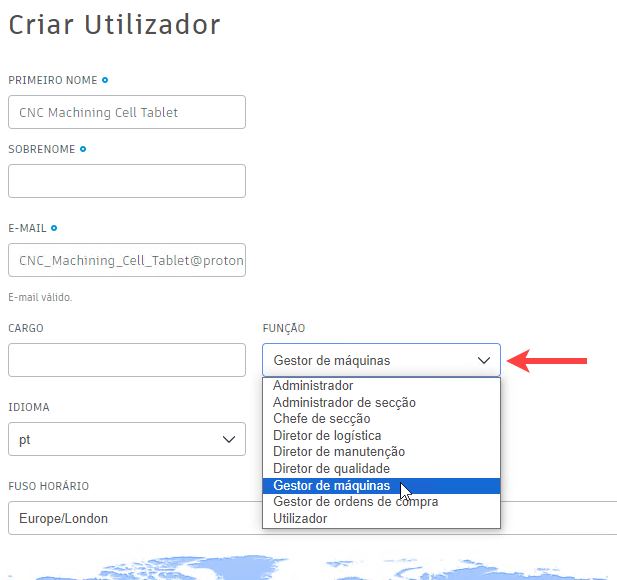 Criar Utilizador
PRIMEIRO NOME
CNC Machining Cell Tablet
SOBRENOME
E-MAIL
CNC_Machining_Cell_Tablet@proton
E-mail válido.
CARGO
FUNÇÃO
Gestor de máquinas
Administrador
Administrador de secção
Chefe de secção
Diretor de logística
Diretor de manutenção
Diretor de qualidade
Gestor de máquinas
Gestor de ordens de compra
Utilizador
IDIOMA
pt
FUSO HORÁRIO
Europe/London